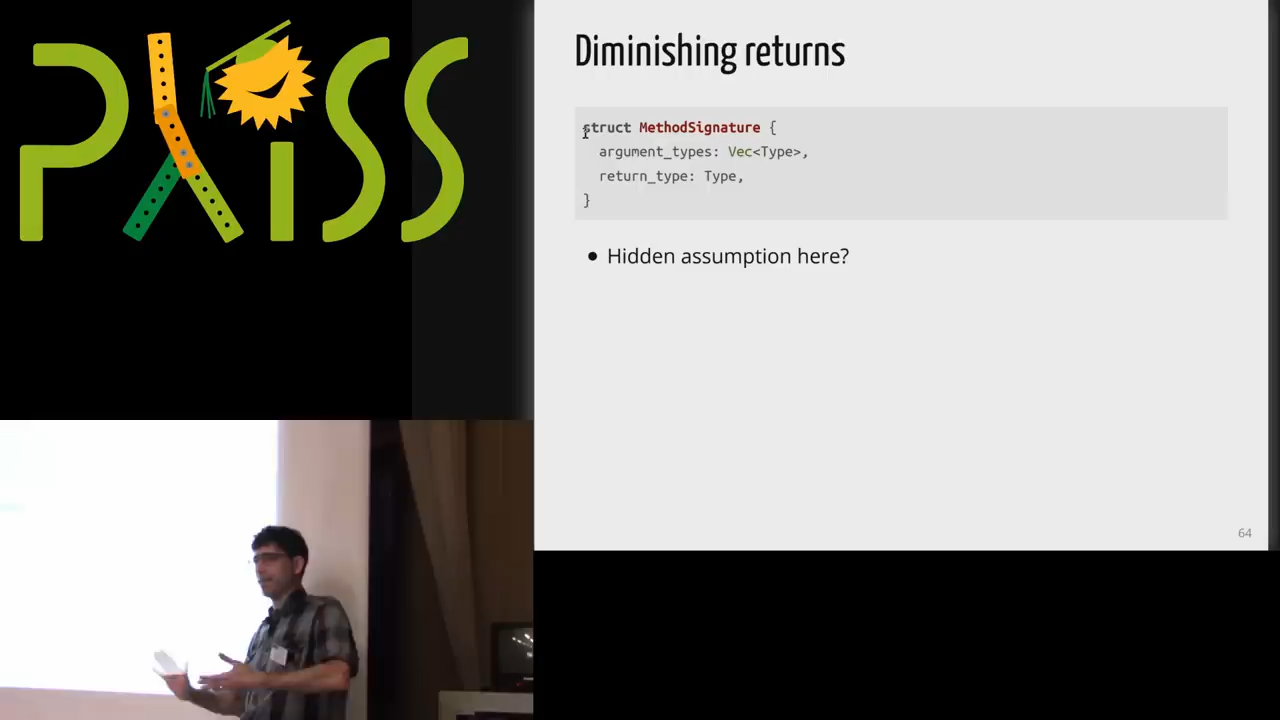 PLISS
Diminishing returns
struct MethodSignature {
argument_types: Vec<Type>,
return_type: Type,
}
• Hidden assumption here?
64